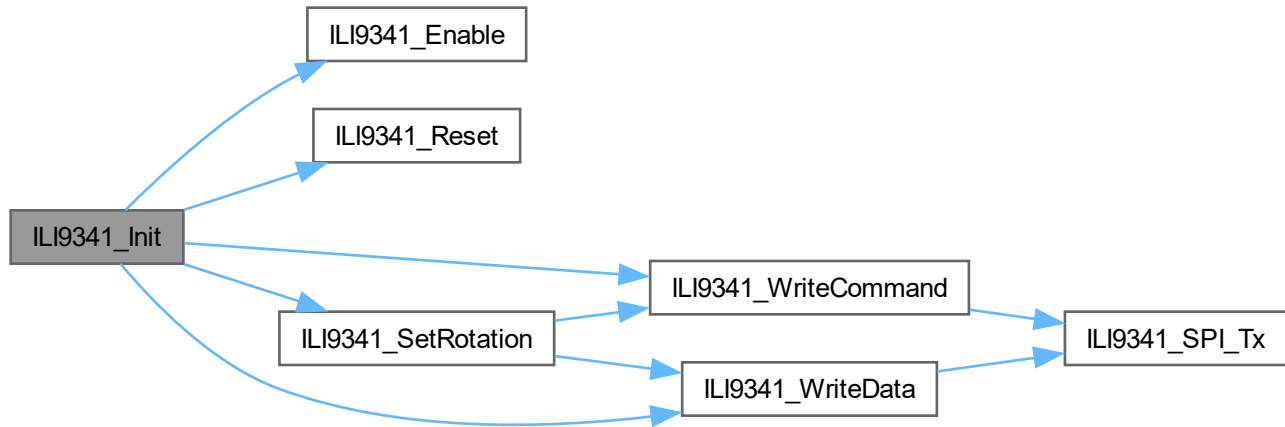 ILI9341_Enable
ILI9341_Reset
ILI9341_Init
ILI9341_WriteCommand
ILI9341_SetRotation
ILI9341_SPI_Tx
ILI9341_WriteData